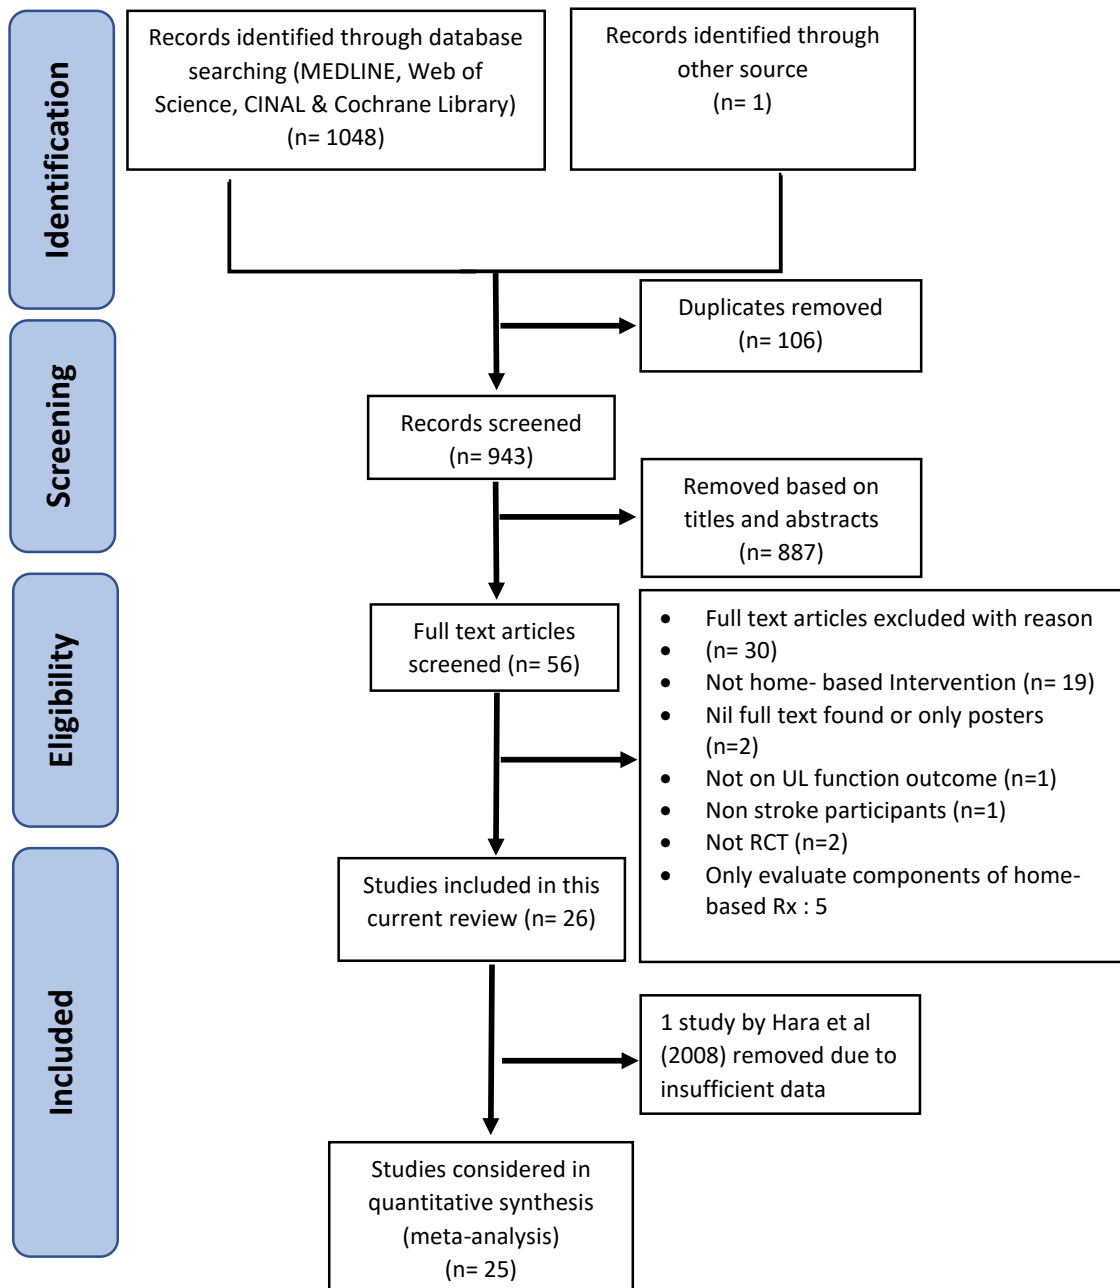 Identification
Records identified through database
searching (MEDLINE, Web of
Science, CINAL & Cochrane Library)
(n= 1048)
Records identified through
other source
(n= 1)
Duplicates removed
(n= 106)
Screening
Records screened
(n= 943)
Removed based on
titles and abstracts
(n= 887)
Eligibility
Full text articles
screened (n= 56)
• Full text articles excluded with reason
• (n= 30)
• Not home- based Intervention (n= 19)
• Nil full text found or only posters
(n=2)
• Not on UL function outcome (n=1)
• Non stroke participants (n=1)
• Not RCT (n=2)
• Only evaluate components of home-
based Rx : 5
Included
Studies included in this
current review (n= 26)
1 study by Hara et al
(2008) removed due to
insufficient data
Studies considered in
quantitative synthesis
(meta-analysis)
(n= 25)